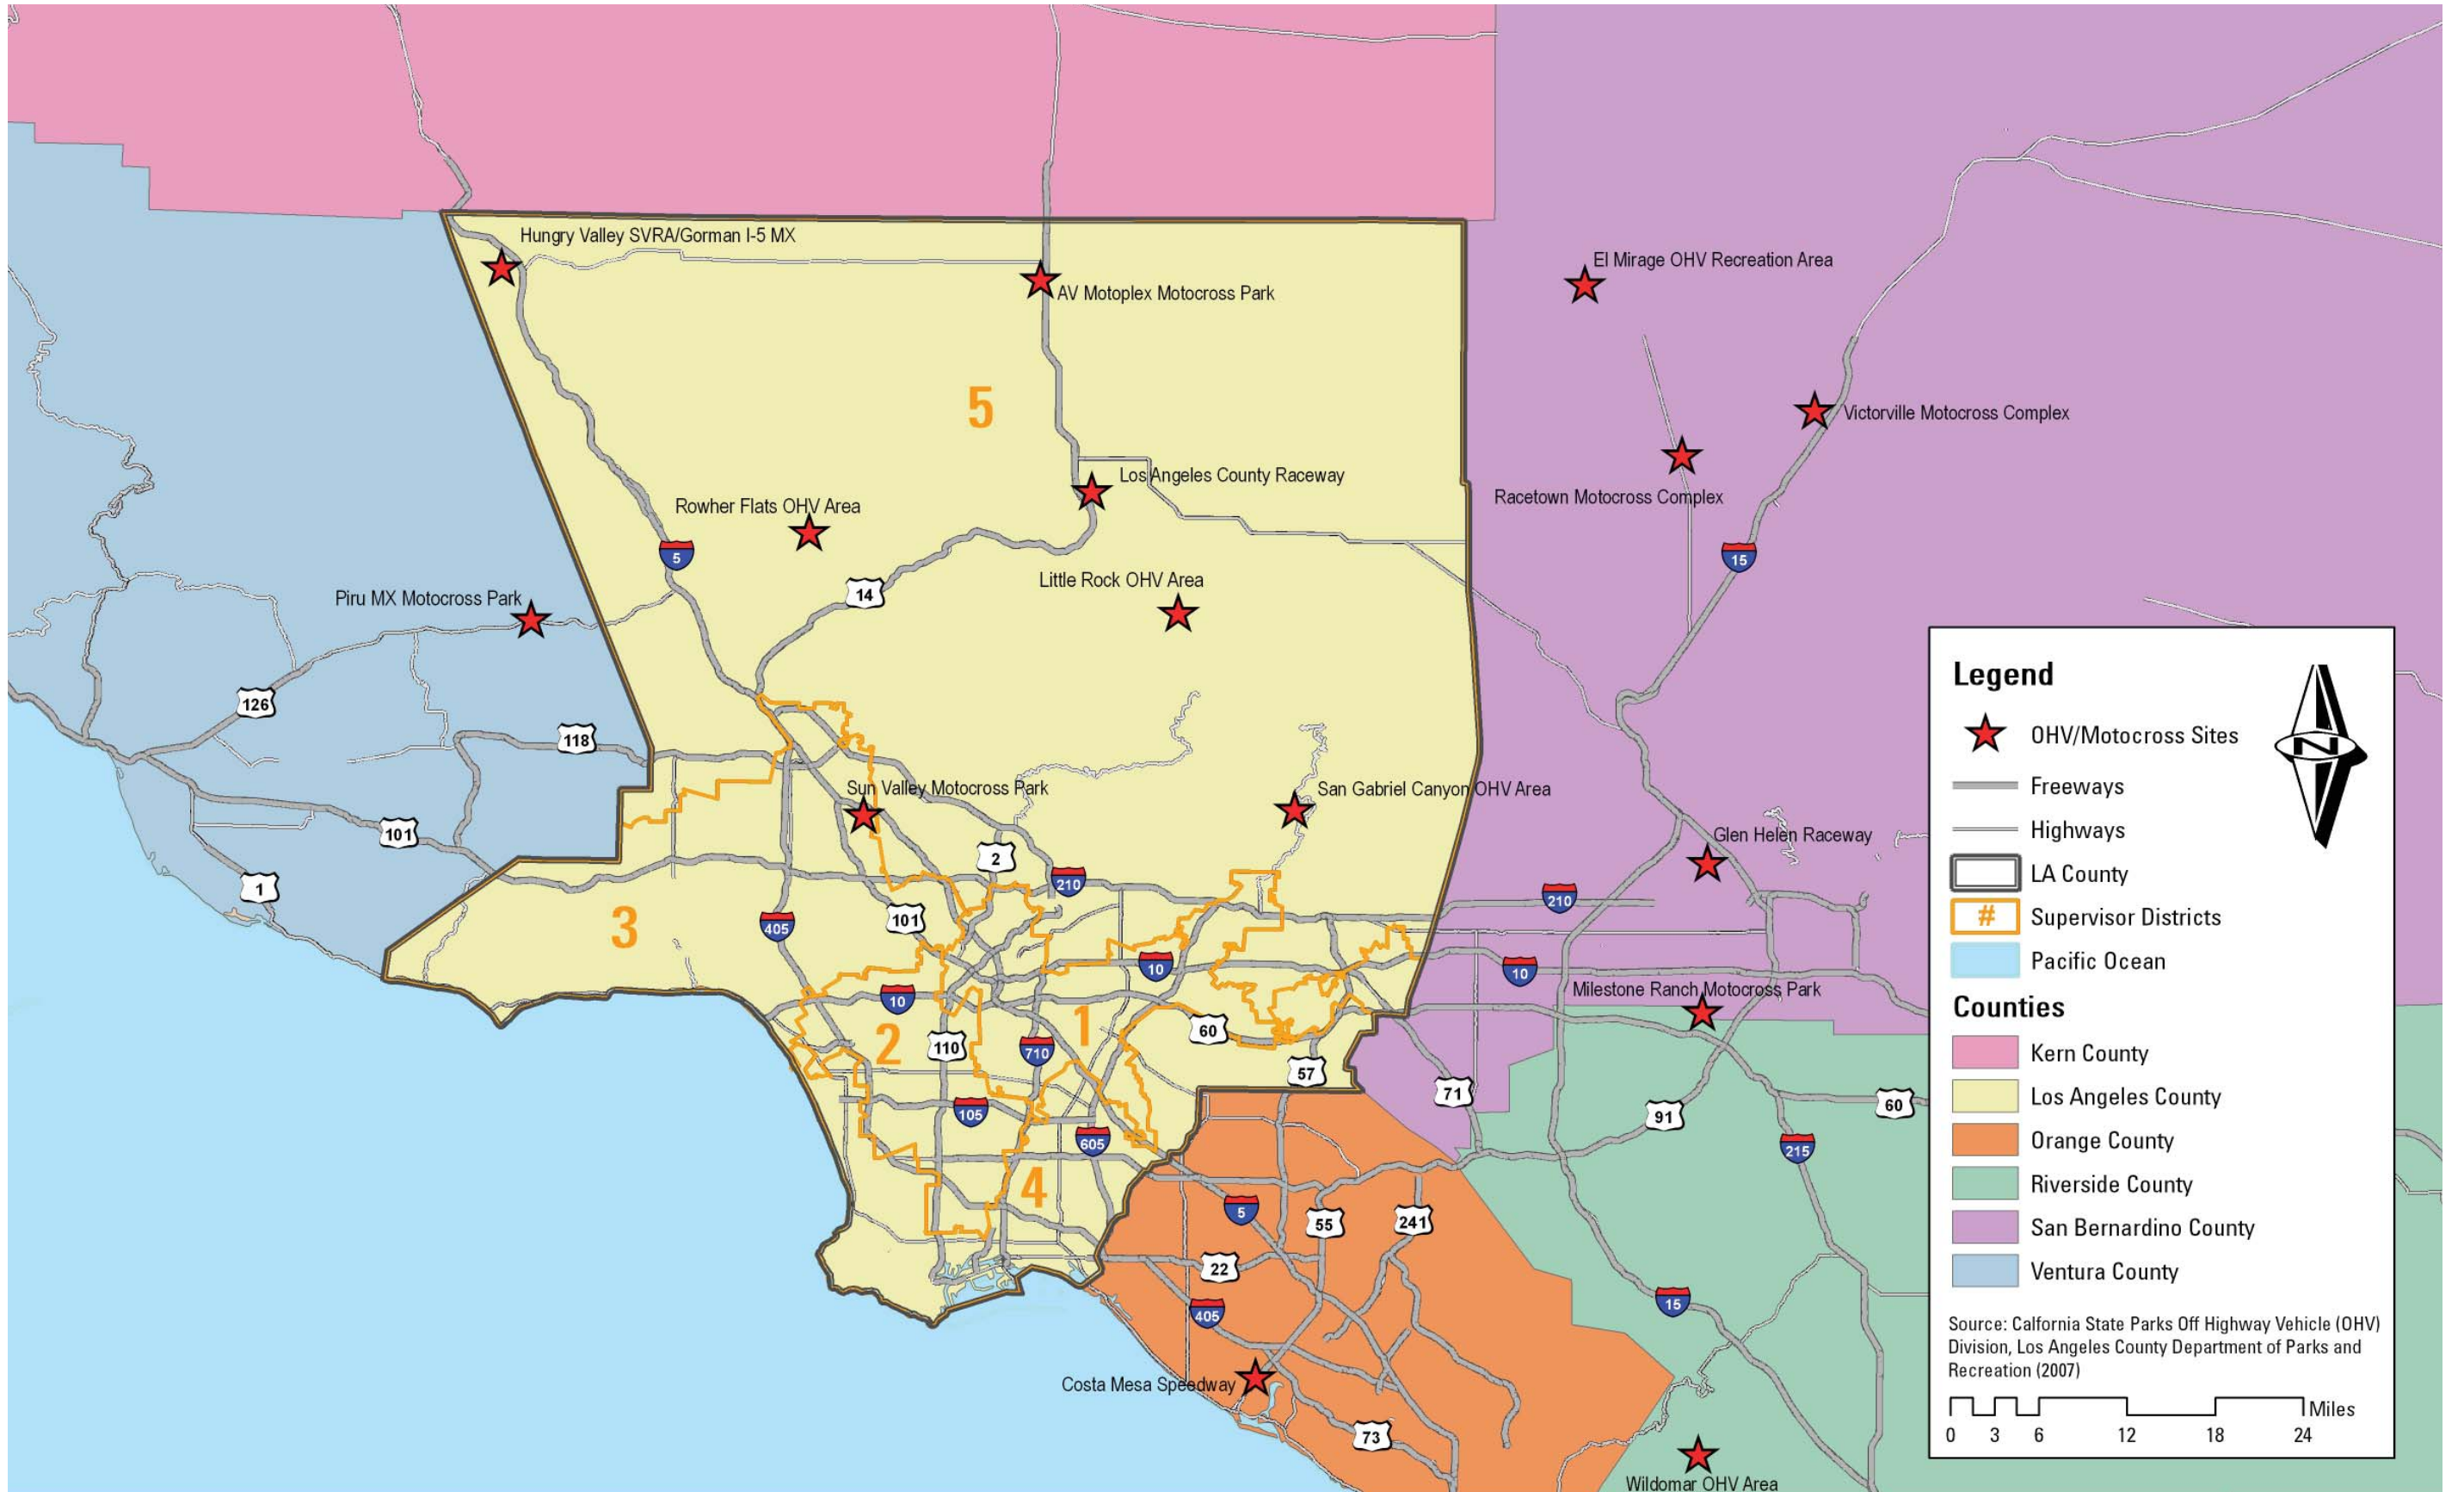 Hungry Valley SVRA/Gorman I-5 MX
El Mirage OHV Recreation Area
AV Motoplex Motocross Park
5
Victorville Motocross Complex
Los Angeles County Raceway
Racetown Motocross Complex
Rowher Flats OHV Area
5
15
Little Rock OHV Area
14
Piru MX Motocross Park
126
118
Sun Valley Motocross Park
San Gabriel Canyon OHV Area
101
Glen Helen Raceway
2
1
210
210
101
3
405
10
10
10
Milestone Ranch Motocross Park
1
2
60
110
710
57
71
60
105
91
605
215
4
5
55
241
22
15
405
Costa Mesa Speedway
73
Wildomar OHV Area
Legend
N
OHV/Motocross Sites
Freeways
Highways
LA County
# Supervisor Districts
Pacific Ocean
Counties
Kern County
Los Angeles County
Orange County
Riverside County
San Bernardino County
Ventura County
Source: Calfornia State Parks Off Highway Vehicle (OHV)
Division, Los Angeles County Department of Parks and
Recreation (2007)
Miles
0 3 6 12 18 24